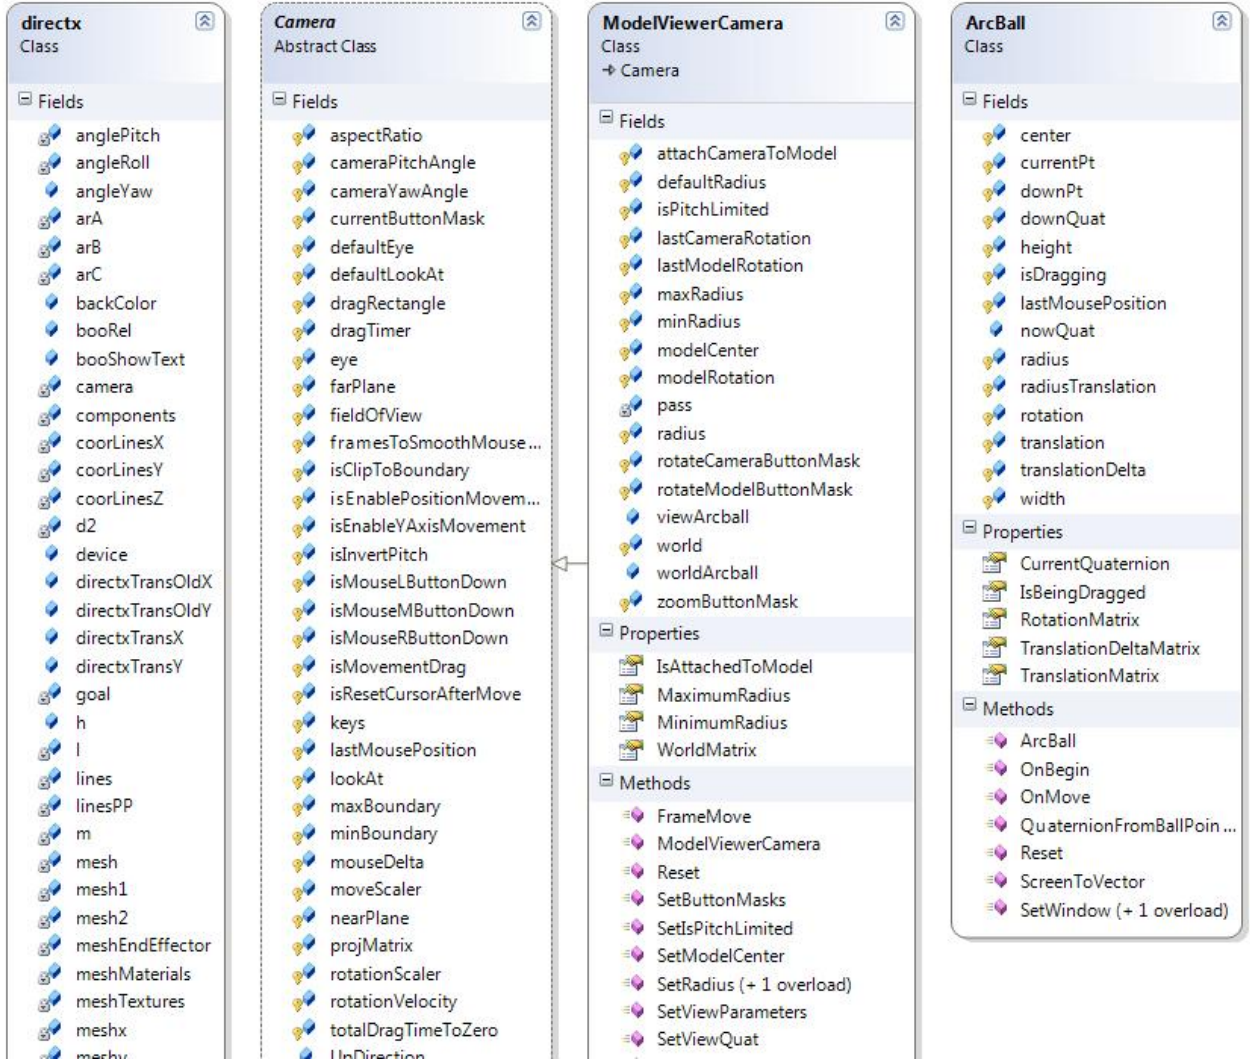 directx
Class
Fields
anglePitch
angleRoll
angleYaw
arA
arB
arC
backColor
booRel
booShowText
camera
components
coorLinesX
coorLinesY
coorLinesZ
d2
device
directxTransOldX
directxTransOldY
directxTransX
directxTransY
goal
h
l
lines
linesPP
m
mesh
mesh1
mesh2
meshEndEffector
meshMaterials
meshTextures
meshx
meshy
Camera
Abstract Class
Fields
aspectRatio
cameraPitchAngle
cameraYawAngle
currentButtonMask
defaultEye
defaultLookAt
dragRectangle
dragTimer
eye
farPlane
fieldOfView
framesToSmoothMouse...
isClipToBoundary
isEnablePositionMovem...
isEnableYAxisMovement
isInvertPitch
isMouseLButtonDown
isMouseMButtonDown
isMouseRButtonDown
isMovementDrag
isResetCursorAfterMove
keys
lastMousePosition
lookAt
maxBoundary
minBoundary
mouseDelta
moveScaler
nearPlane
projMatrix
rotationScaler
rotationVelocity
totalDragTimeToZero
UpDirection
ModelViewerCamera
Class
Camera
Fields
attachCameraToModel
defaultRadius
isPitchLimited
lastCameraRotation
lastModelRotation
maxRadius
minRadius
modelCenter
modelRotation
pass
radius
rotateCameraButtonMask
rotateModelButtonMask
viewArcball
world
worldArcball
zoomButtonMask
Properties
IsAttachedToModel
MaximumRadius
MinimumRadius
WorldMatrix
Methods
FrameMove
ModelViewerCamera
Reset
SetButtonMasks
SetIsPitchLimited
SetModelCenter
SetRadius (+ 1 overload)
SetViewParameters
SetViewQuat
ArcBall
Class
Fields
center
currentPt
downPt
downQuat
height
isDragging
lastMousePosition
nowQuat
radius
radiusTranslation
rotation
translation
translationDelta
width
Properties
CurrentQuaternion
IsBeingDragged
RotationMatrix
TranslationDeltaMatrix
TranslationMatrix
Methods
ArcBall
OnBegin
OnMove
QuaternionFromBallPoin...
Reset
ScreenToVector
SetWindow (+ 1 overload)